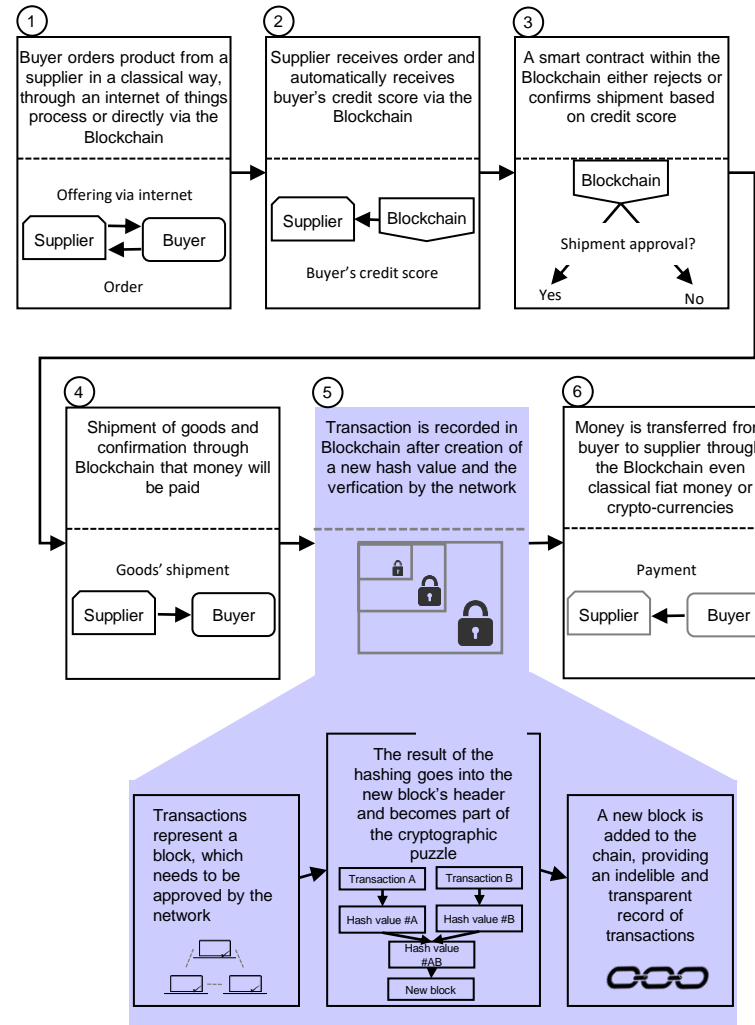 1
Buyer orders product from a
supplier in a classical way,
through an internet of things
process or directly via the
Blockchain
Offering via internet
Supplier
Buyer
Order
2
Supplier receives order and
automatically receives
buyer's credit score via the
Blockchain
Supplier
Blockchain
Buyer's credit score
3
A smart contract within the
Blockchain either rejects or
confirms shipment based
on credit score
Blockchain
Shipment approval?
Yes
No
4
Shipment of goods and
confirmation through
Blockchain that money will
be paid
Goods' shipment
Supplier
Buyer
5
Transaction is recorded in
Blockchain after creation of
a new hash value and the
verfication by the network
6
Money is transferred from
buyer to supplier through
the Blockchain even
classical fiat money or
crypto-currencies
Payment
Supplier
Buyer
Transactions
represent a
block, which
needs to be
approved by the
network
The result of the
hashing goes into the
new block's header
and becomes part of
the cryptographic
puzzle
Transaction A
Transaction B
Hash value #A
Hash value #B
Hash value
#AB
New block
A new block is
added to the
chain, providing
an indelible and
transparent
record of
transactions